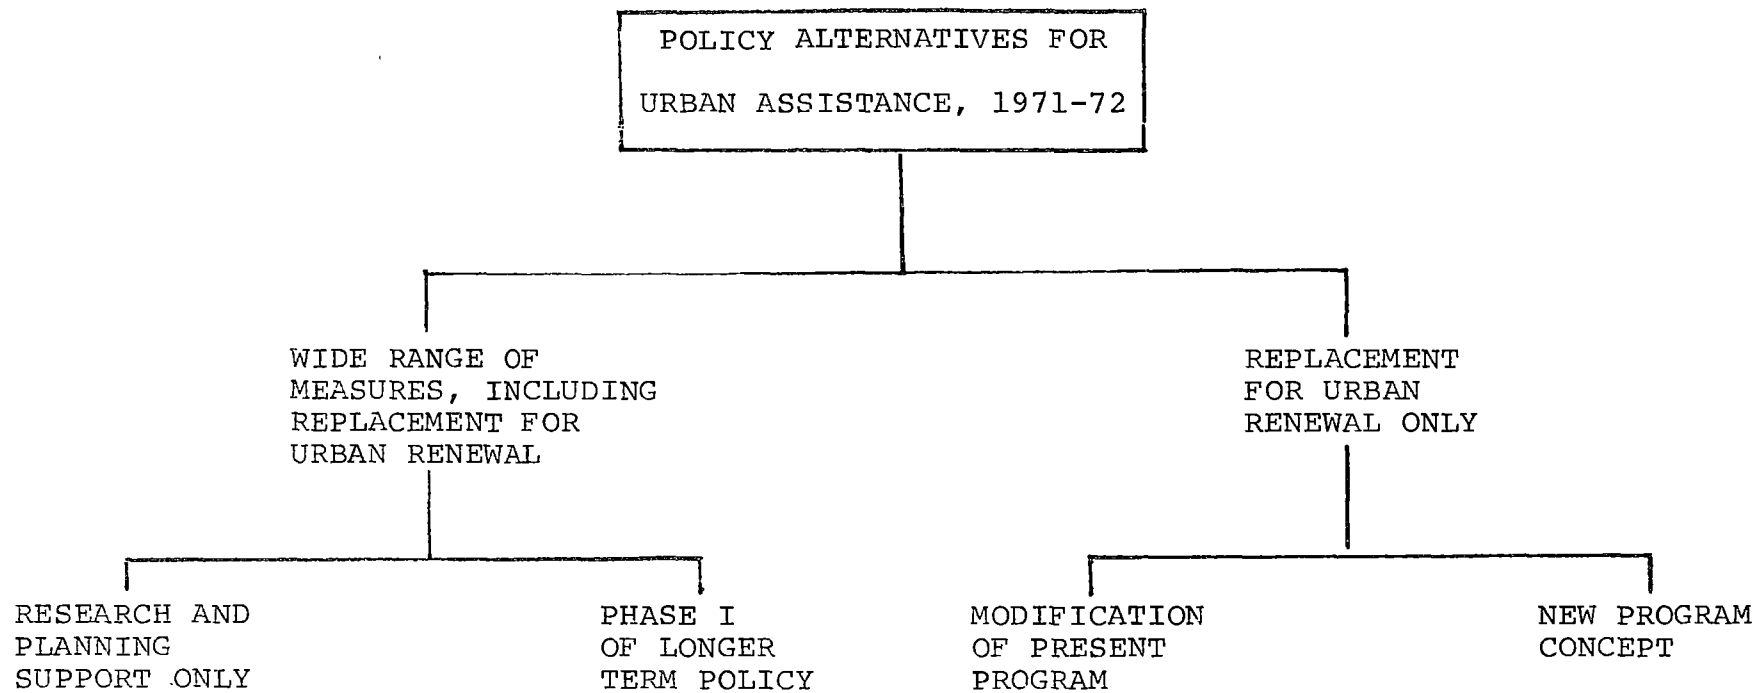 POLICY ALTERNATIVES FOR
URBAN ASSISTANCE, 1971-72
WIDE RANGE OF
MEASURES, INCLUDING
REPLACEMENT FOR
URBAN RENEWAL
REPLACEMENT
FOR URBAN
RENEWAL ONLY
RESEARCH AND
PLANNING
SUPPORT ONLY
PHASE I
OF LONGER
TERM POLICY
MODIFICATION
OF PRESENT
PROGRAM
NEW PROGRAM
CONCEPT